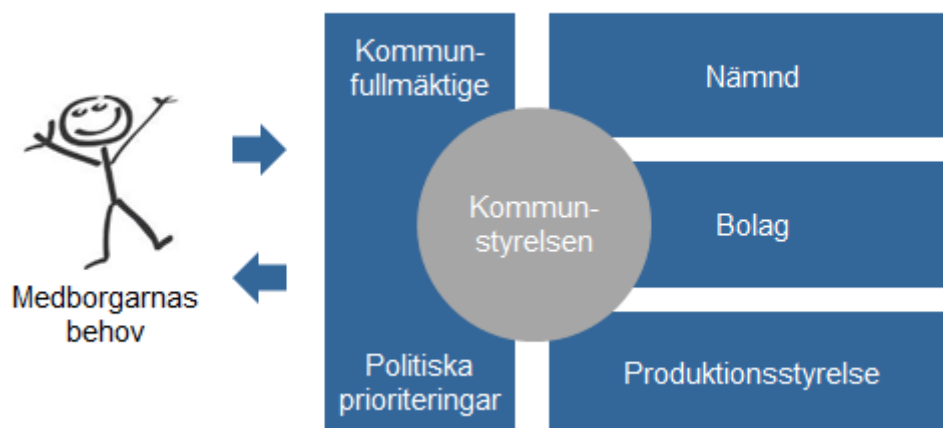 Medborgarnas
behov
Kommun-
fullmäktige
Politiska
prioriteringar
Kommun-
styrelsen
Nämnd
Bolag
Produktionsstyrelse